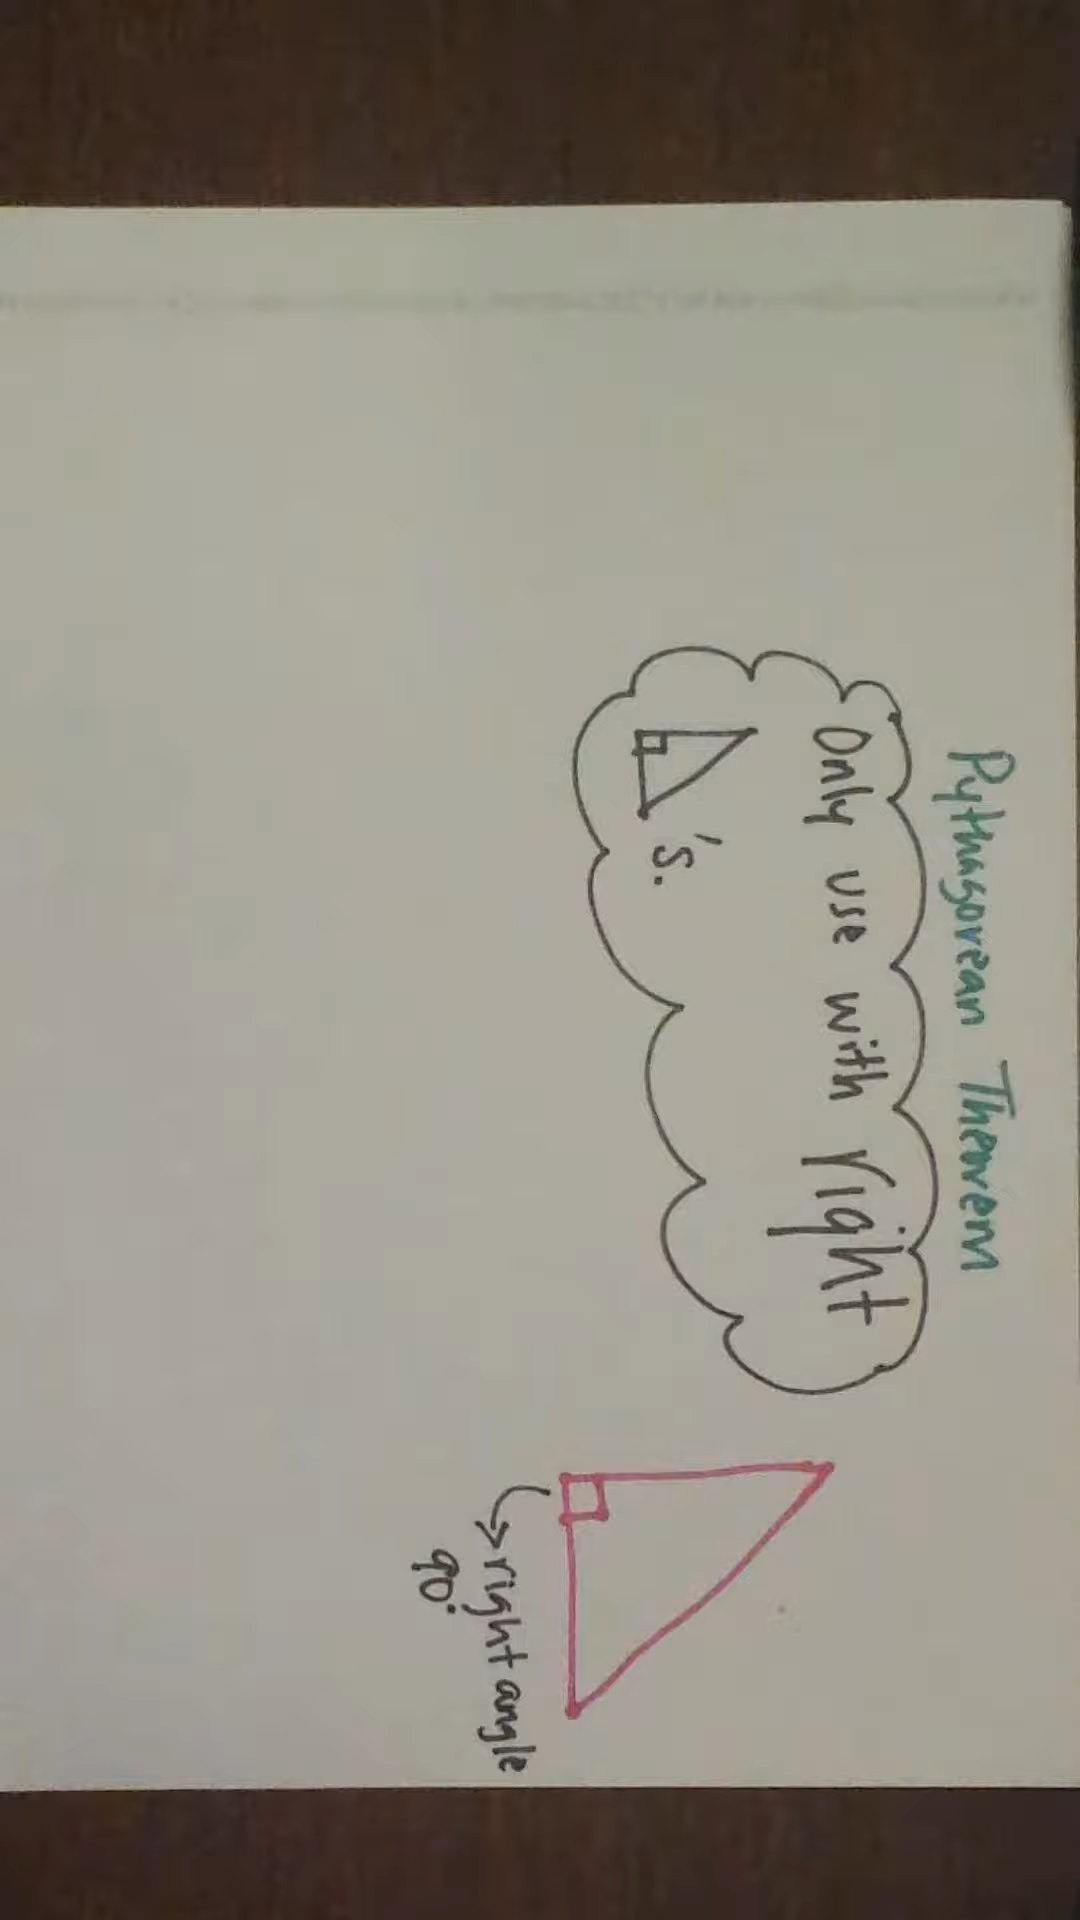 Pythagorean Theorem
Only use with right
's.
right angle
90°